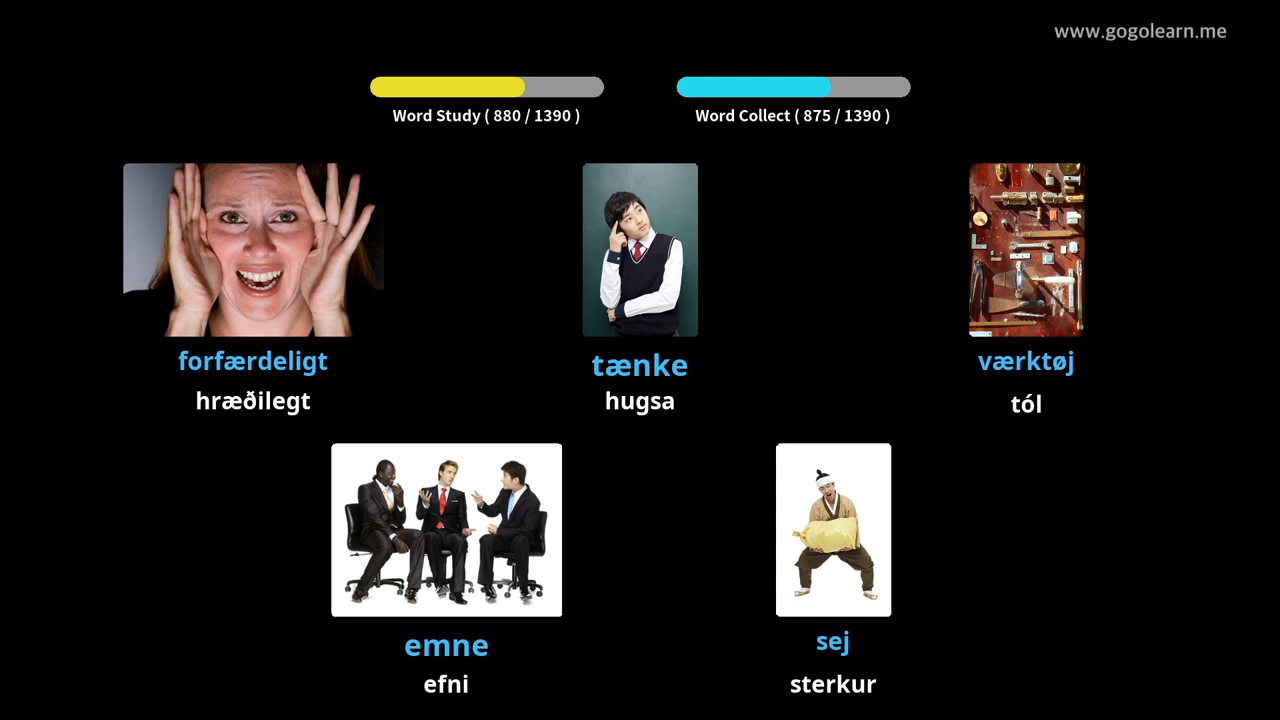 www.gogolearn.me
Word Study ( 880 / 1390 )
Word Collect ( 875 / 1390 )
forfærdeligt
hræðilegt
tænke
hugsa
værktøj
tól
emne
efni
sej
sterkur